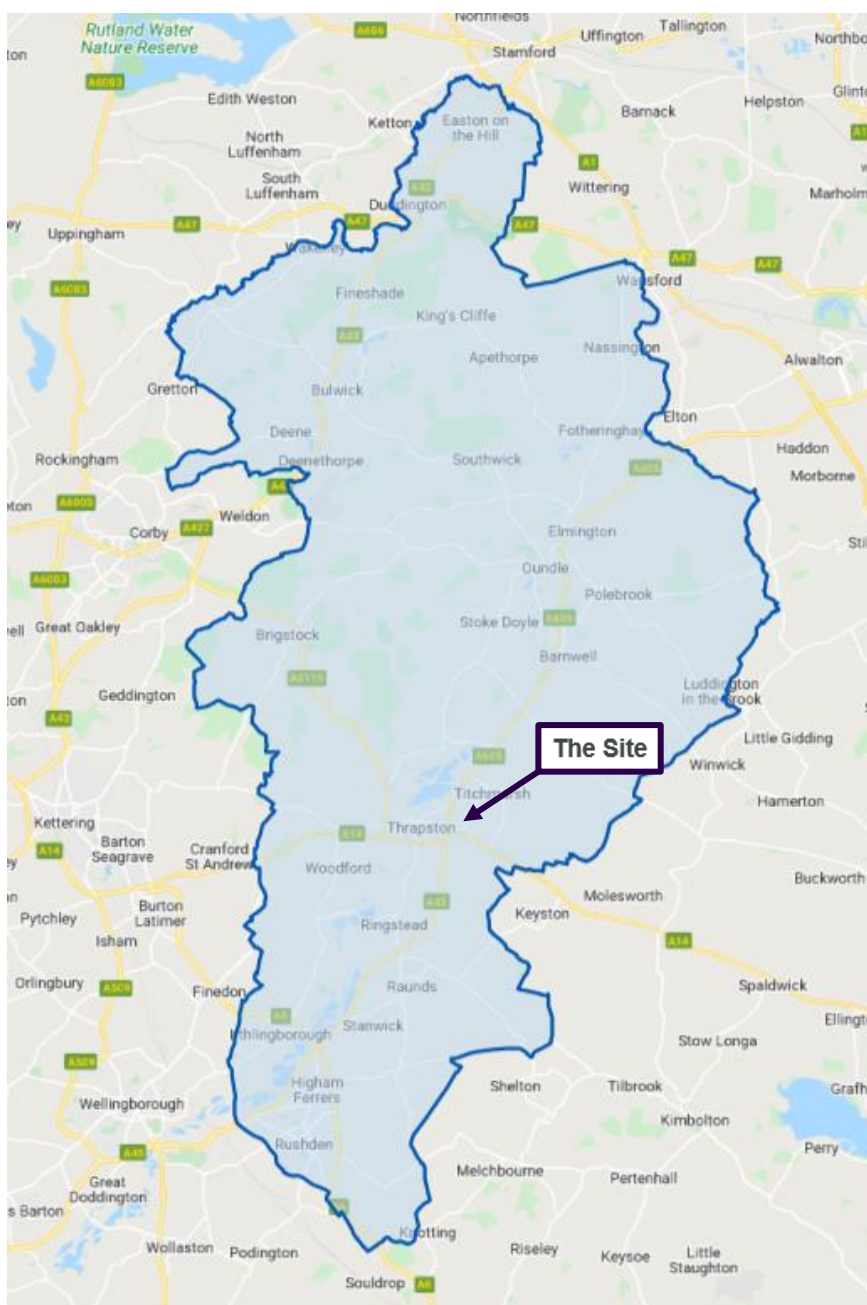 Northfields
Rutland Water
Nature Reserve
A606
Uffington
Tallington
Stamford
A6003
Edith Weston
Ketton
Easton on
the Hill
Barnack
Helpston
North
Luffenham
South
Luffenham
A1
Wittering
Duddington
A43
Marholm
Uppingham
A47
A47
A47
Wakerley
Wansford
A47
A6003
Fineshade
King's Cliffe
A43
Apethorpe
Nassington
Alwalton
Gretton
Bulwick
Elton
Deene
Fotheringhay
Rockingham
Deenethorpe
Southwick
A605
Haddon
Morborne
A6003
Weldon
Corby
A427
Elmington
Oundle
A6003
Polebrook
Great Oakley
Brigstock
Stoke Doyle
A605
Barnwell
A6116
Geddington
Luddington
in the Brook
A43
The Site
Little Gidding
A605
Winwick
Titchmarsh
Hamerton
Kettering
Thrapston
A14
Barton
Seagrave
Cranford
St Andrew
A14
Woodford
Buckworth
Burton
Latimer
Molesworth
Pytchley
A45
Keyston
Isham
Ringstead
A14
Orlingbury
A509
Finedon
Raunds
Spaldwick
A6
Irthlingborough
Stanwick
Stow Longa
A509
Higham
Ferrers
Shelton
Tilbrook
Wellingborough
Kimbolton
Rushden
Perry
A45
Great
Doddington
Melchbourne
Pertenhall
s Barton
A6
Knotting
Wollaston
Podington
Riseley
Keysoe
Little
Staughton
Souldrop
A6